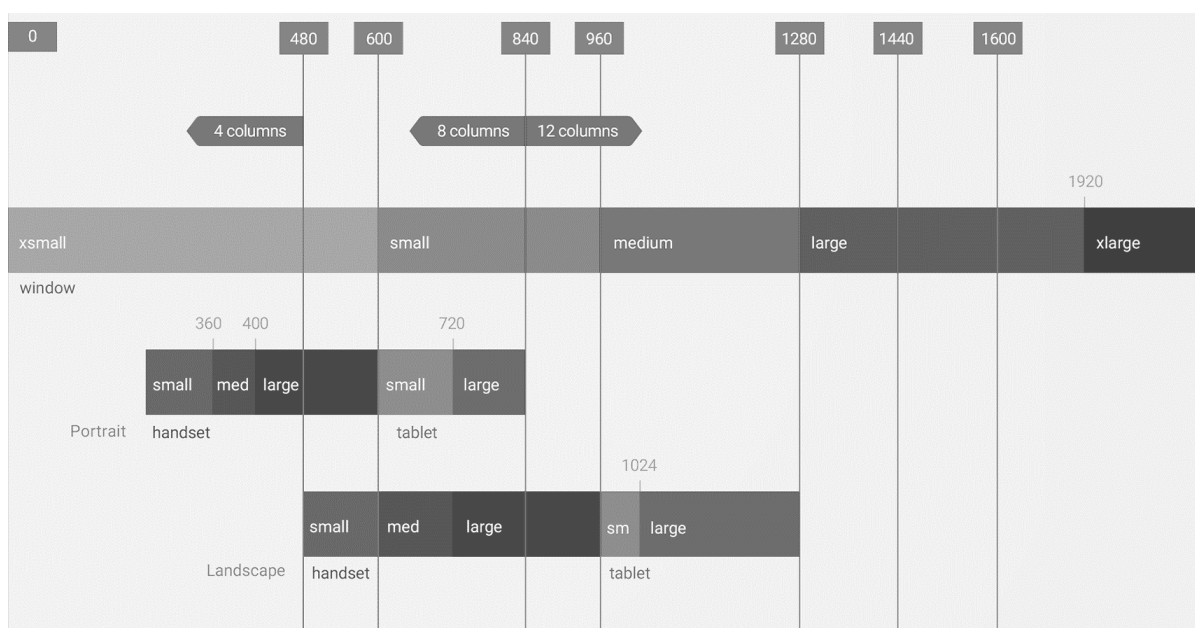 0 480 600 840 960 1280 1440 1600
4 columns 8 columns 12 columns
1920
xsmall small medium large xlarge
window
360 400 720
small med large small large
Portrait handset tablet
1024
small med large sm large
Landscape handset tablet